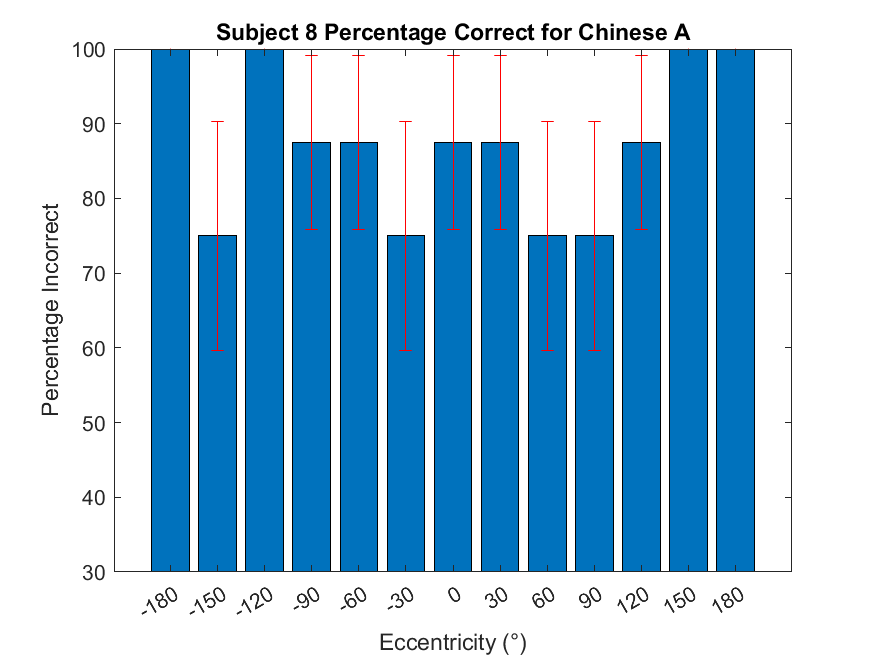 Subject 8 Percentage Correct for Chinese A
Percentage Incorrect
100
90
80
70
60
50
40
30
-180 -150 -120 -90 -60 -30 0 30 60 90 120 150 180
Eccentricity (°)